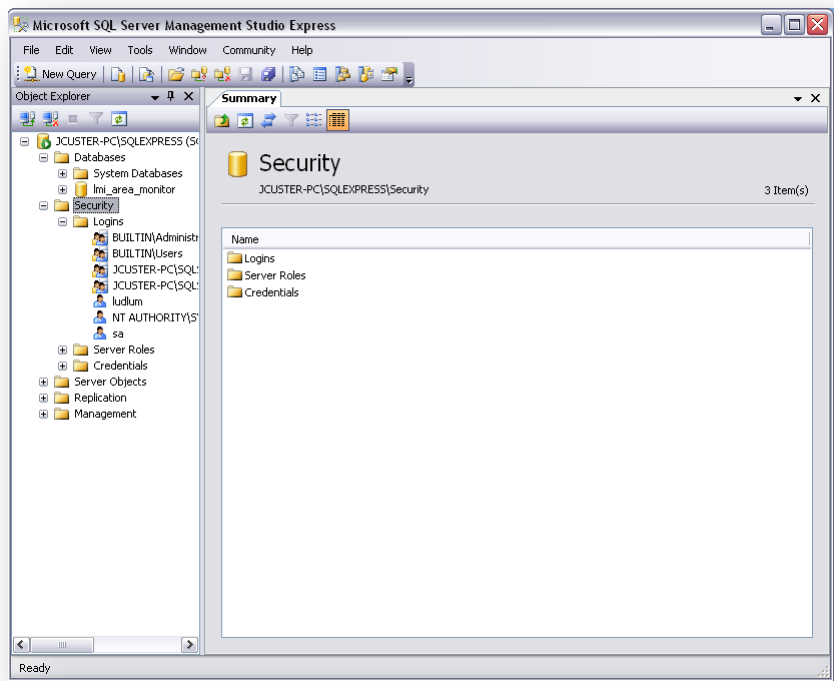 Microsoft SQL Server Management Studio Express
File Edit View Tools Window Community Help
New Query
Object Explorer
JCUSTER-PC\SQLEXPRESS (S
Databases
System Databases
lmi_area_monitor
Security
Logins
BUILTIN\Administr
BUILTIN\Users
JCUSTER-PC\SQL
JCUSTER-PC\SQL
ludlum
NT AUTHORITY\S
sa
Server Roles
Credentials
Server Objects
Replication
Management
Summary
Security
JCUSTER-PC\SQLEXPRESS\Security
3 Item(s)
Name
Logins
Server Roles
Credentials
Ready